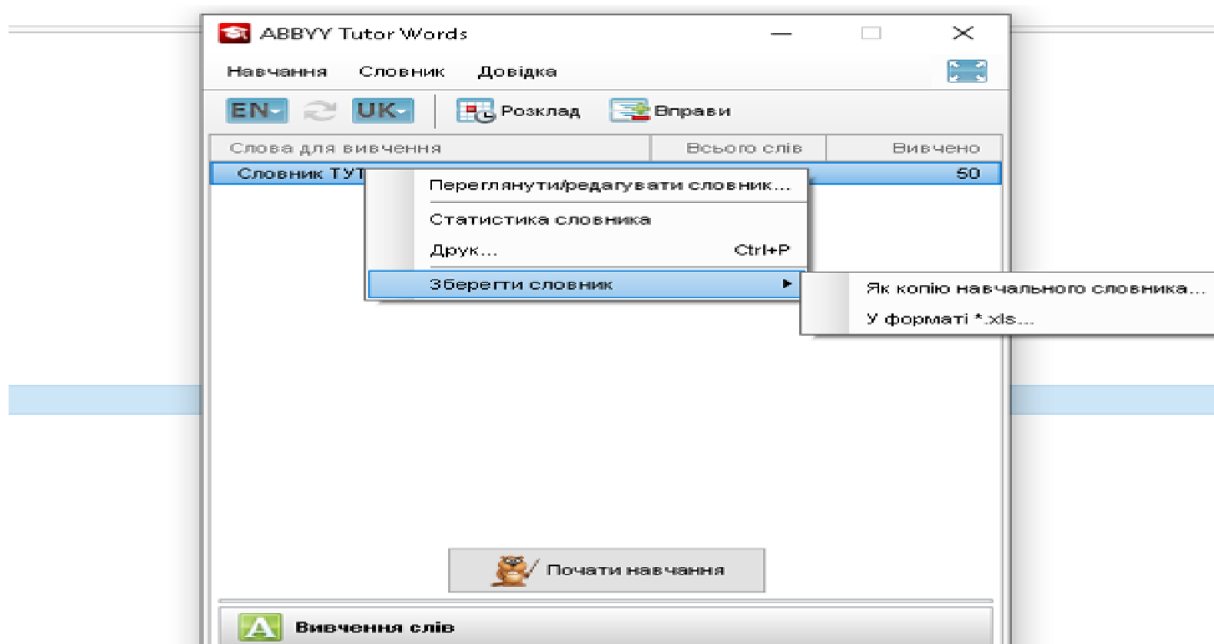 ABBYY Tutor Words
Навчання Словник Довідка
EN UK Розклад Вправи
Слова для вивчення Всього слів Вивчено
Словник ТУТ 50
Переглянути/редагувати словник...
Статистика словника
Друк... Ctrl+P
Зберегти словник
Як копію навчального словника...
У форматі *.xls...
Почати навчання
Вивчення слів